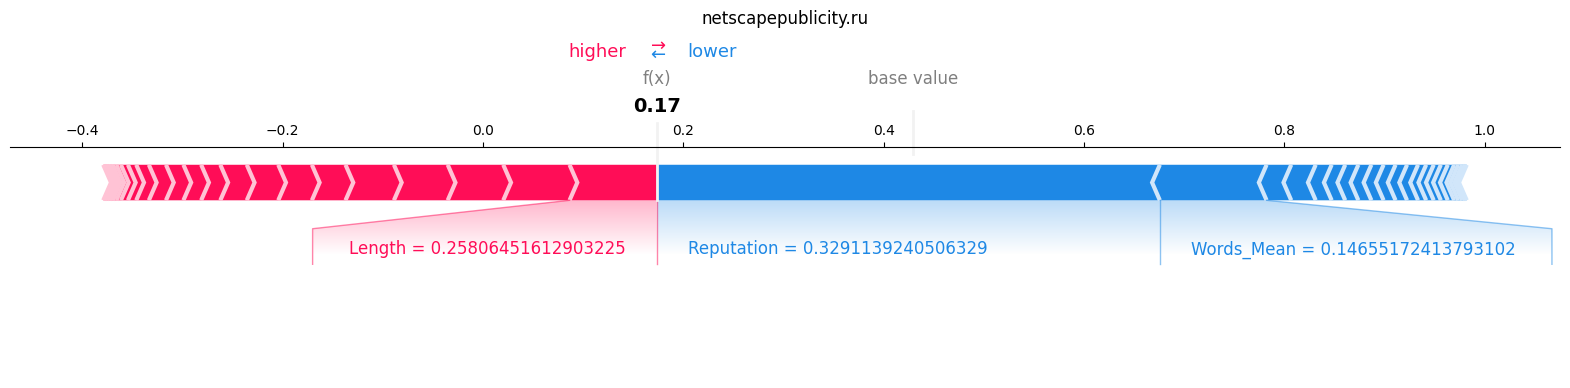 netscapepublicity.ru
higher ⇄ lower
f(x) base value
0.17
−0.4 −0.2 0.0 0.2 0.4 0.6 0.8 1.0
Length = 0.25806451612903225 Reputation = 0.3291139240506329 Words_Mean = 0.14655172413793102